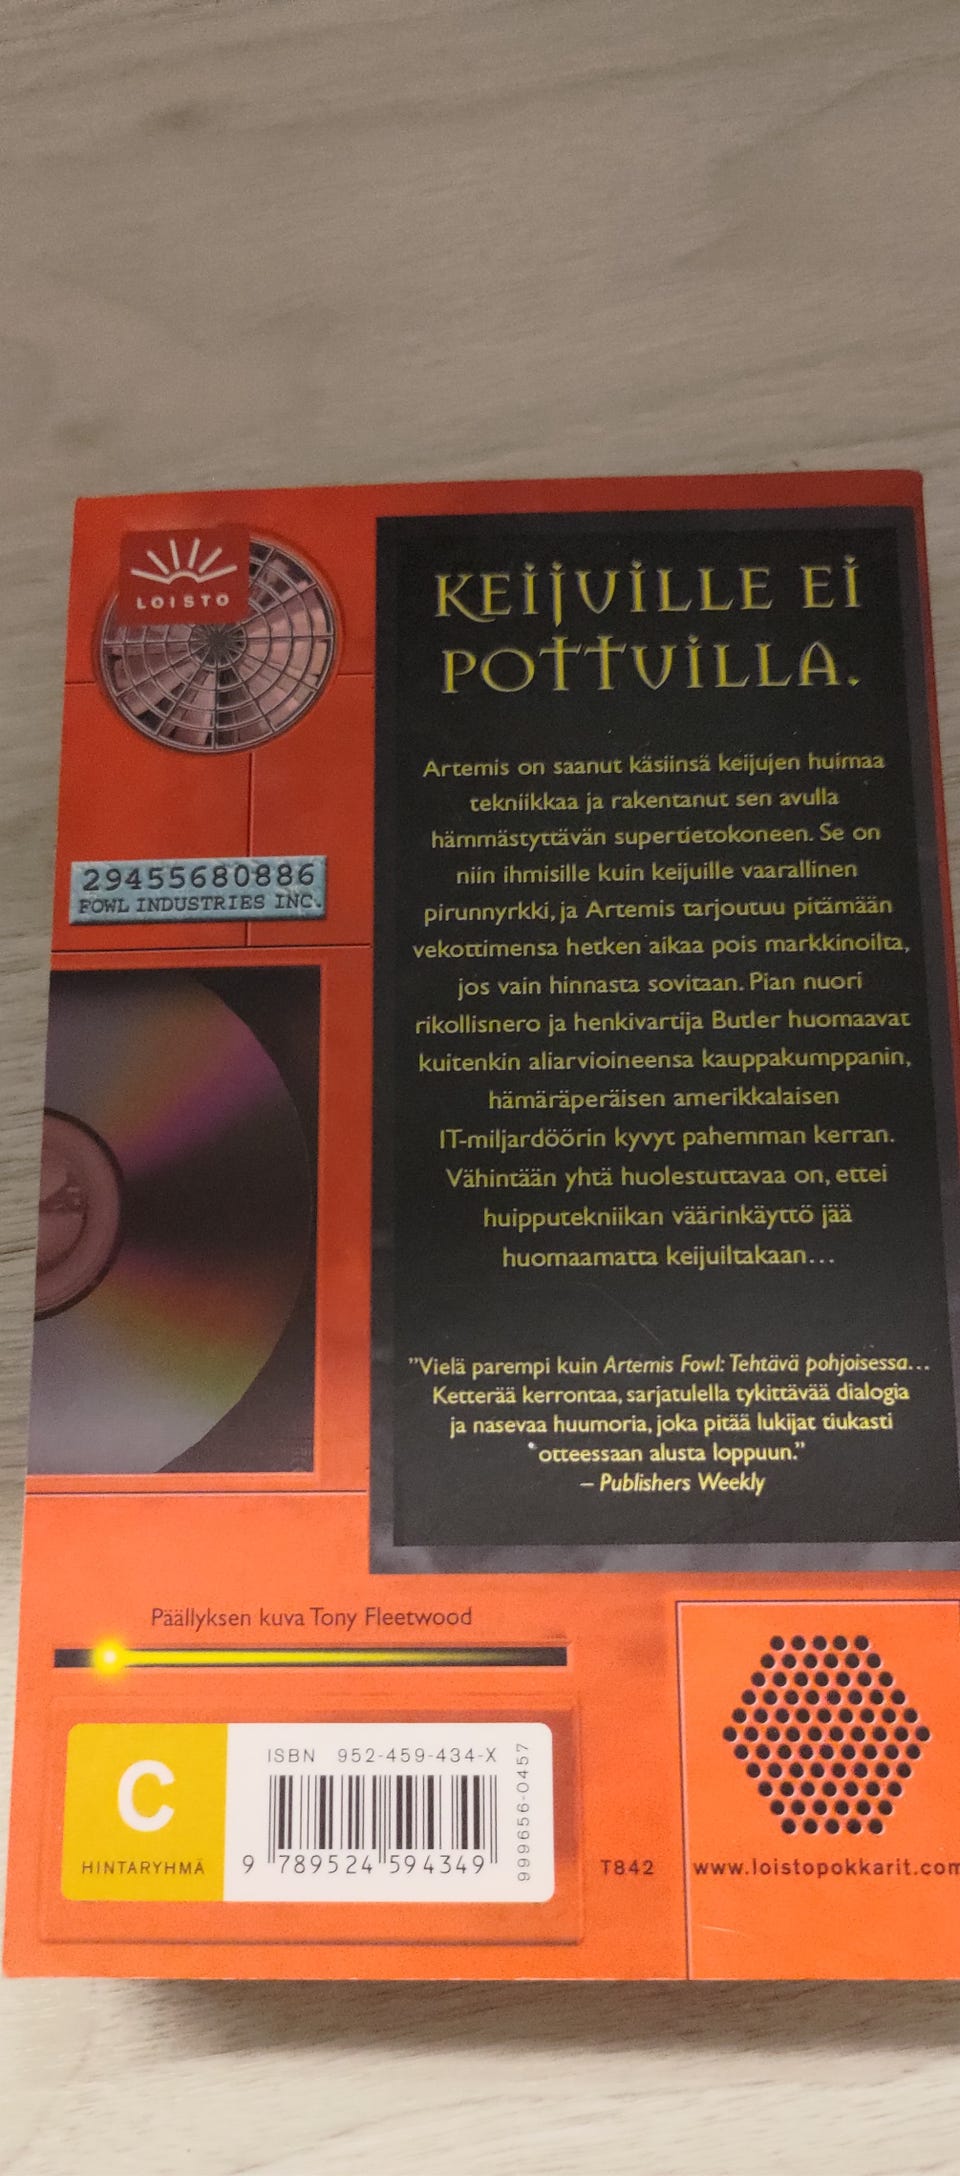 LOISTO
KEIJUILLE EI
POTTUILLA.
Artemis on saanut käsiinsä keijujen huimaa
tekniikkaa ja rakentanut sen avulla
hämmästyttävän supertietokoneen. Se on
niin ihmisille kuin keijuille vaarallinen
pirunnyrkki, ja Artemis tarjoutuu pitämään
vekottimensa hetken aikaa pois markkinoilta,
jos vain hinnasta sovitaan. Pian nuori
rikollisnero ja henkivartija Butler huomaavat
kuitenkin aliarvioineensa kauppakumppanin,
hämäräperäisen amerikkalaisen
IT-miljardöörin kyvyt pahemman kerran.
Vähintään yhtä huolestuttavaa on, ettei
huipputekniikan väärinkäyttö jää
huomaamatta keijuiltakaan...
"Vielä parempi kuin Artemis Fowl: Tehtävä pohjoisessa...
Ketterää kerrontaa, sarjatulella tykittävää dialogia
ja nasevaa huumoria, joka pitää lukijat tiukasti
otteessaan alusta loppuun."
– Publishers Weekly
29455680886
FOWL INDUSTRIES INC.
Päällyksen kuva Tony Fleetwood
C
HINTARYHMÄ
ISBN 952-459-434-X
9 789524 594349
999656-0457
T842
www.loistopokkarit.com